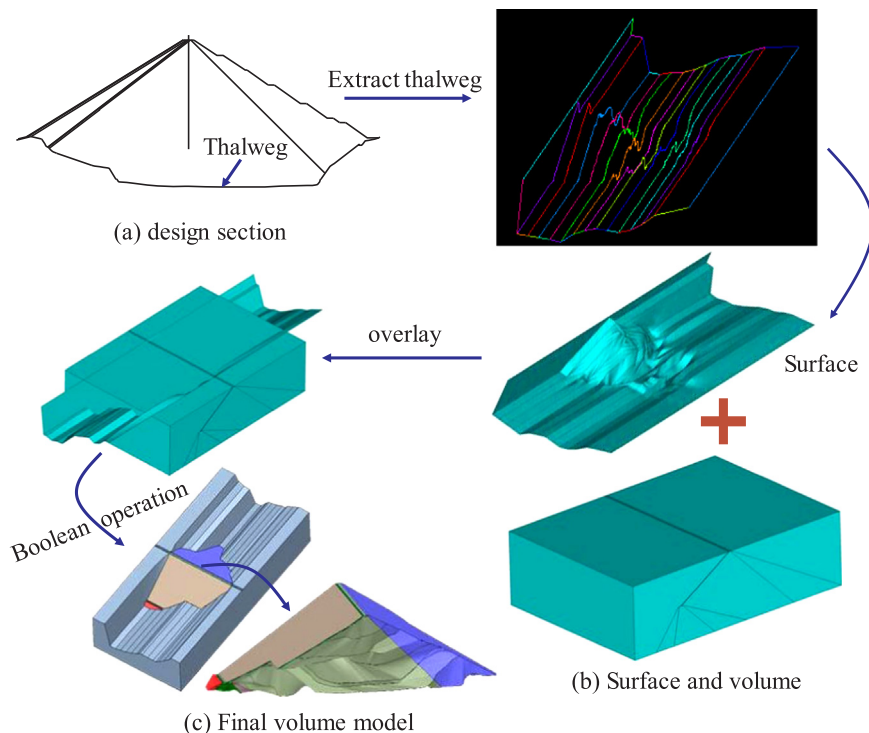 Extract thalweg
Thalweg
(a) design section
overlay
Surface
Boolean operation
(b) Surface and volume
(c) Final volume model